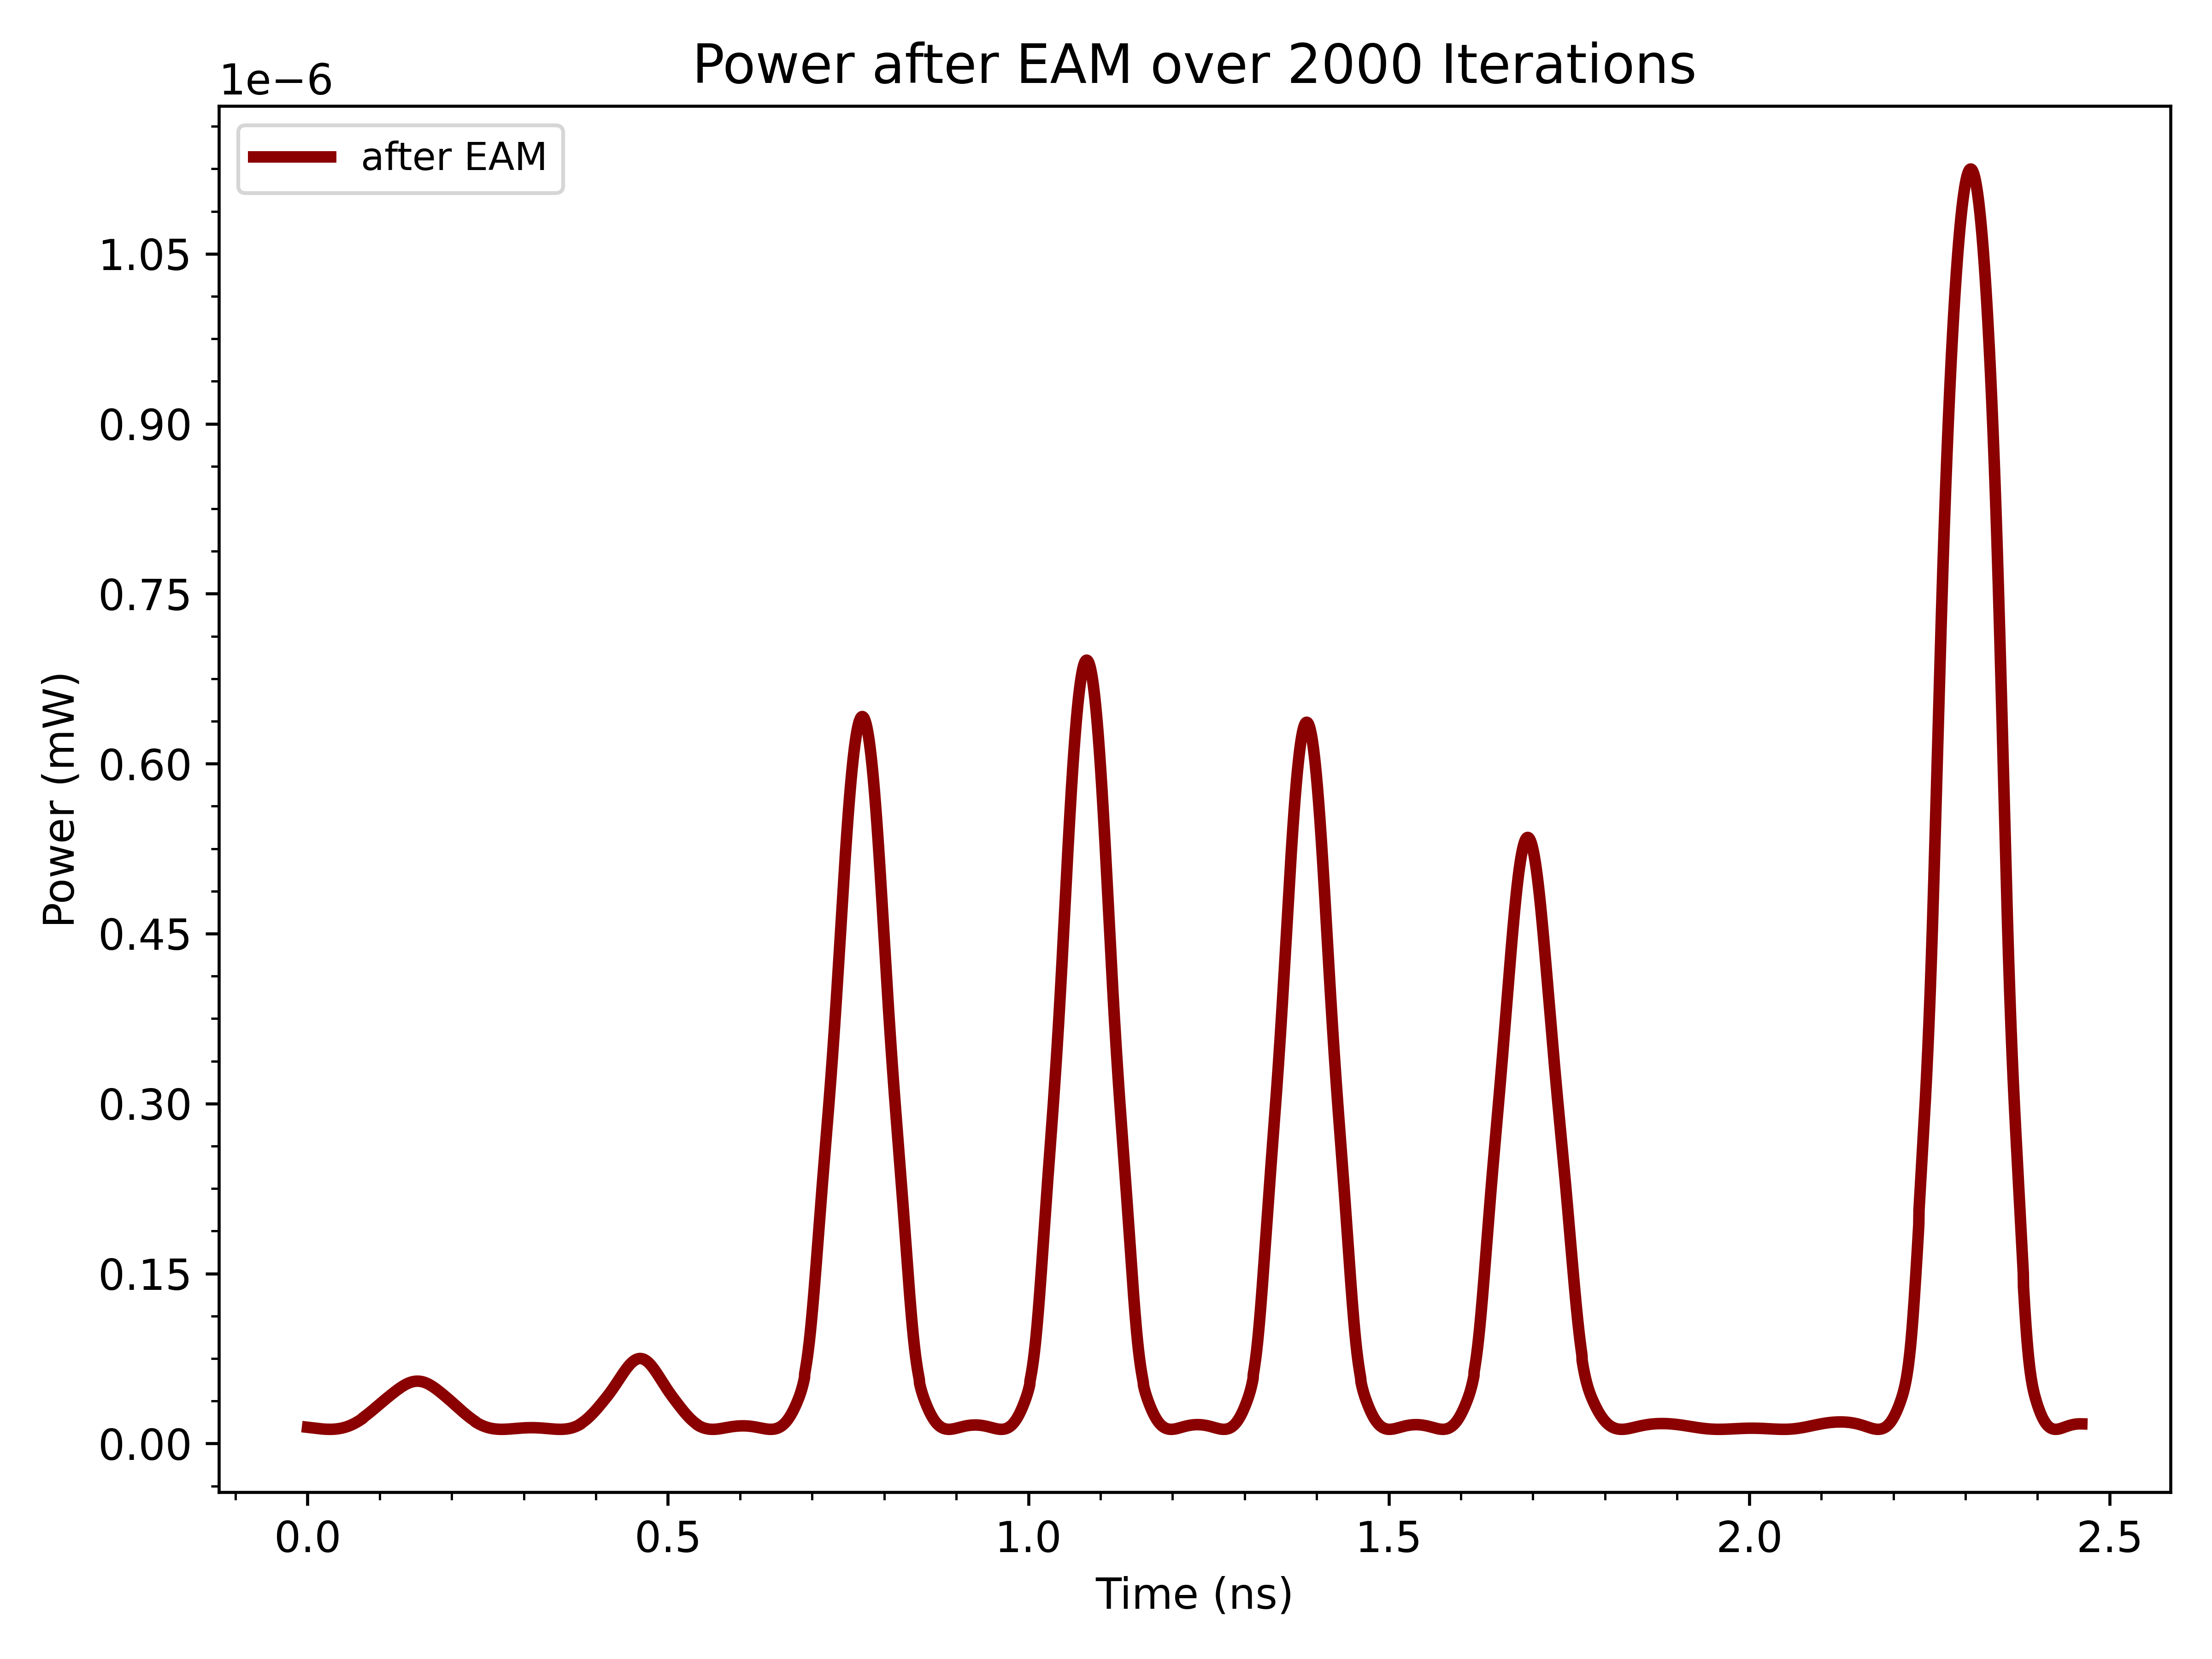 Power after EAM over 2000 Iterations
1e−6
after EAM
1.05
0.90
0.75
0.60
0.45
0.30
0.15
0.00
Power (mW)
0.0 0.5 1.0 1.5 2.0 2.5
Time (ns)